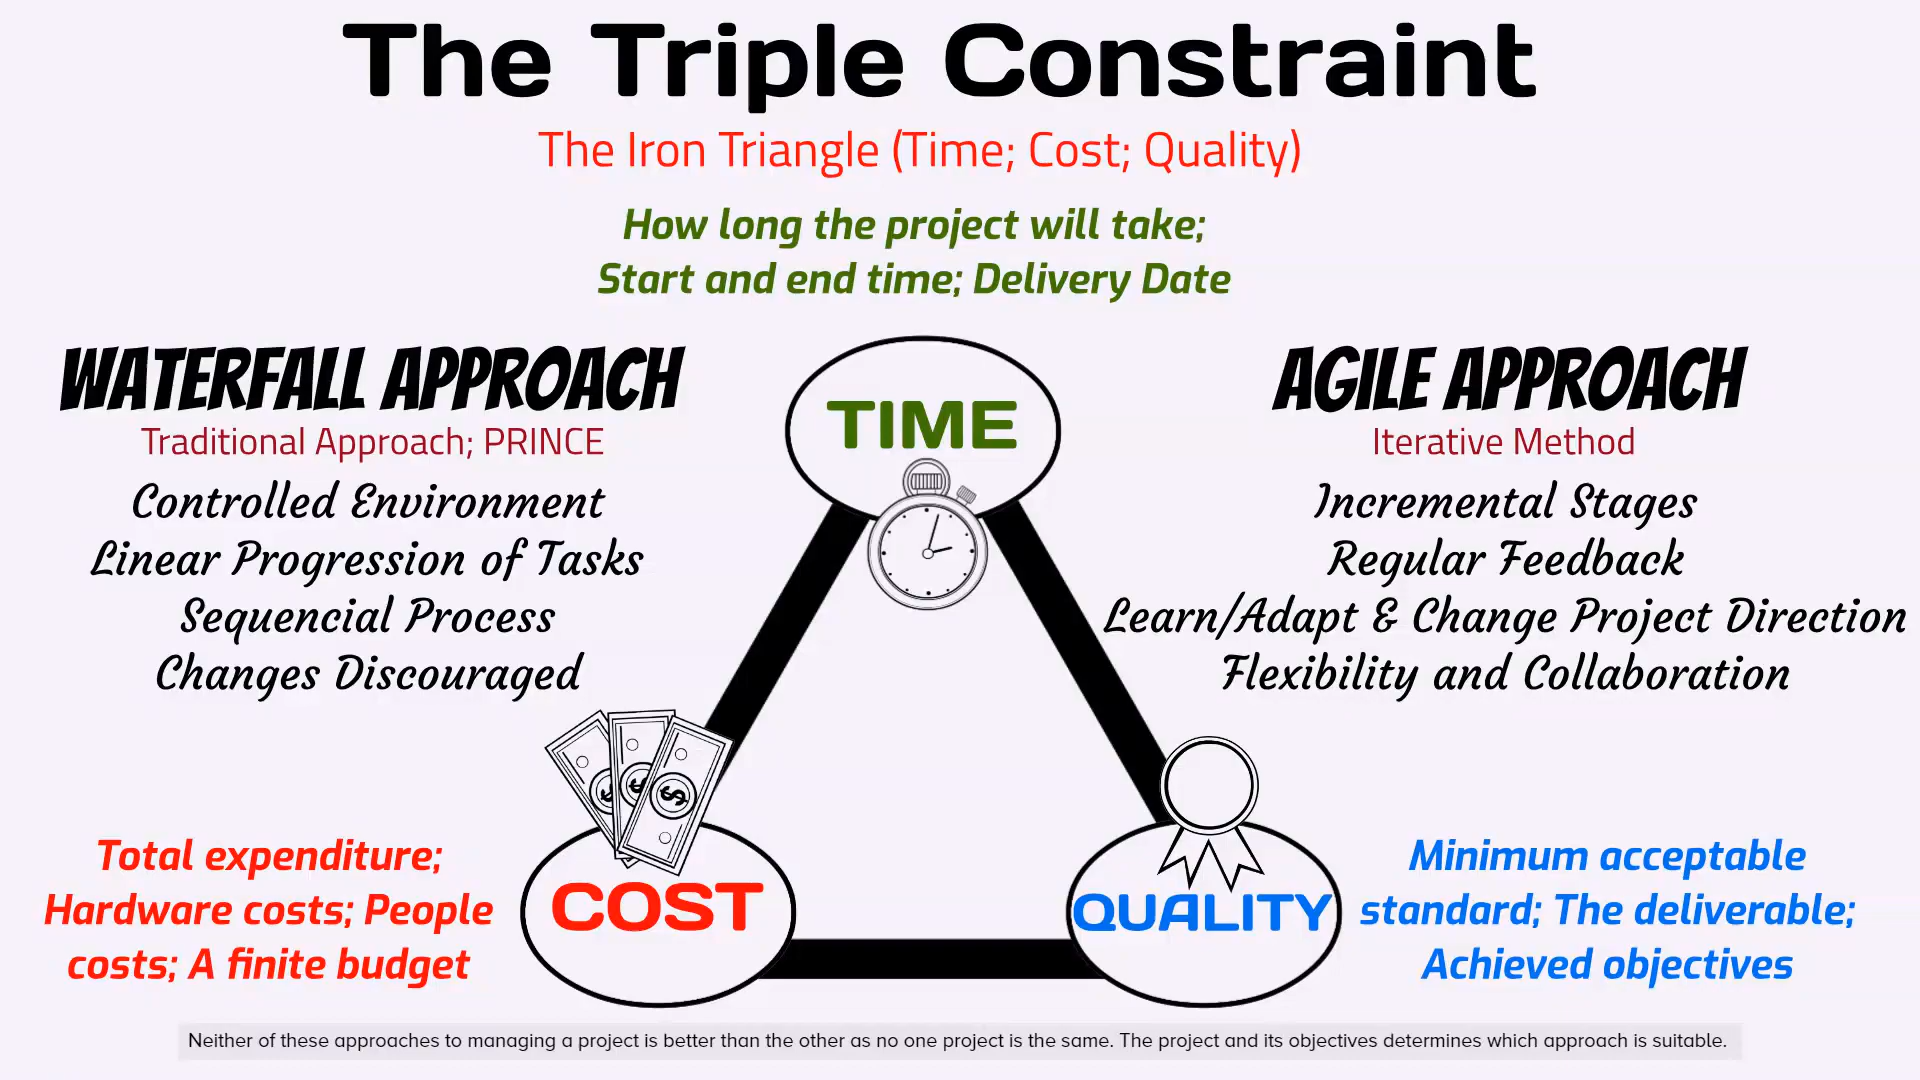 The Triple Constraint
The Iron Triangle (Time; Cost; Quality)
How long the project will take;
Start and end time; Delivery Date
WATERFALL APPROACH
Traditional Approach; PRINCE
Controlled Environment
Linear Progression of Tasks
Sequencial Process
Changes Discouraged
TIME
AGILE APPROACH
Iterative Method
Incremental Stages
Regular Feedback
Learn/Adapt & Change Project Direction
Flexibility and Collaboration
Total expenditure;
Hardware costs; People
costs; A finite budget
$ $ $
COST
QUALITY
Minimum acceptable
standard; The deliverable;
Achieved objectives
Neither of these approaches to managing a project is better than the other as no one project is the same. The project and its objectives determines which approach is suitable.